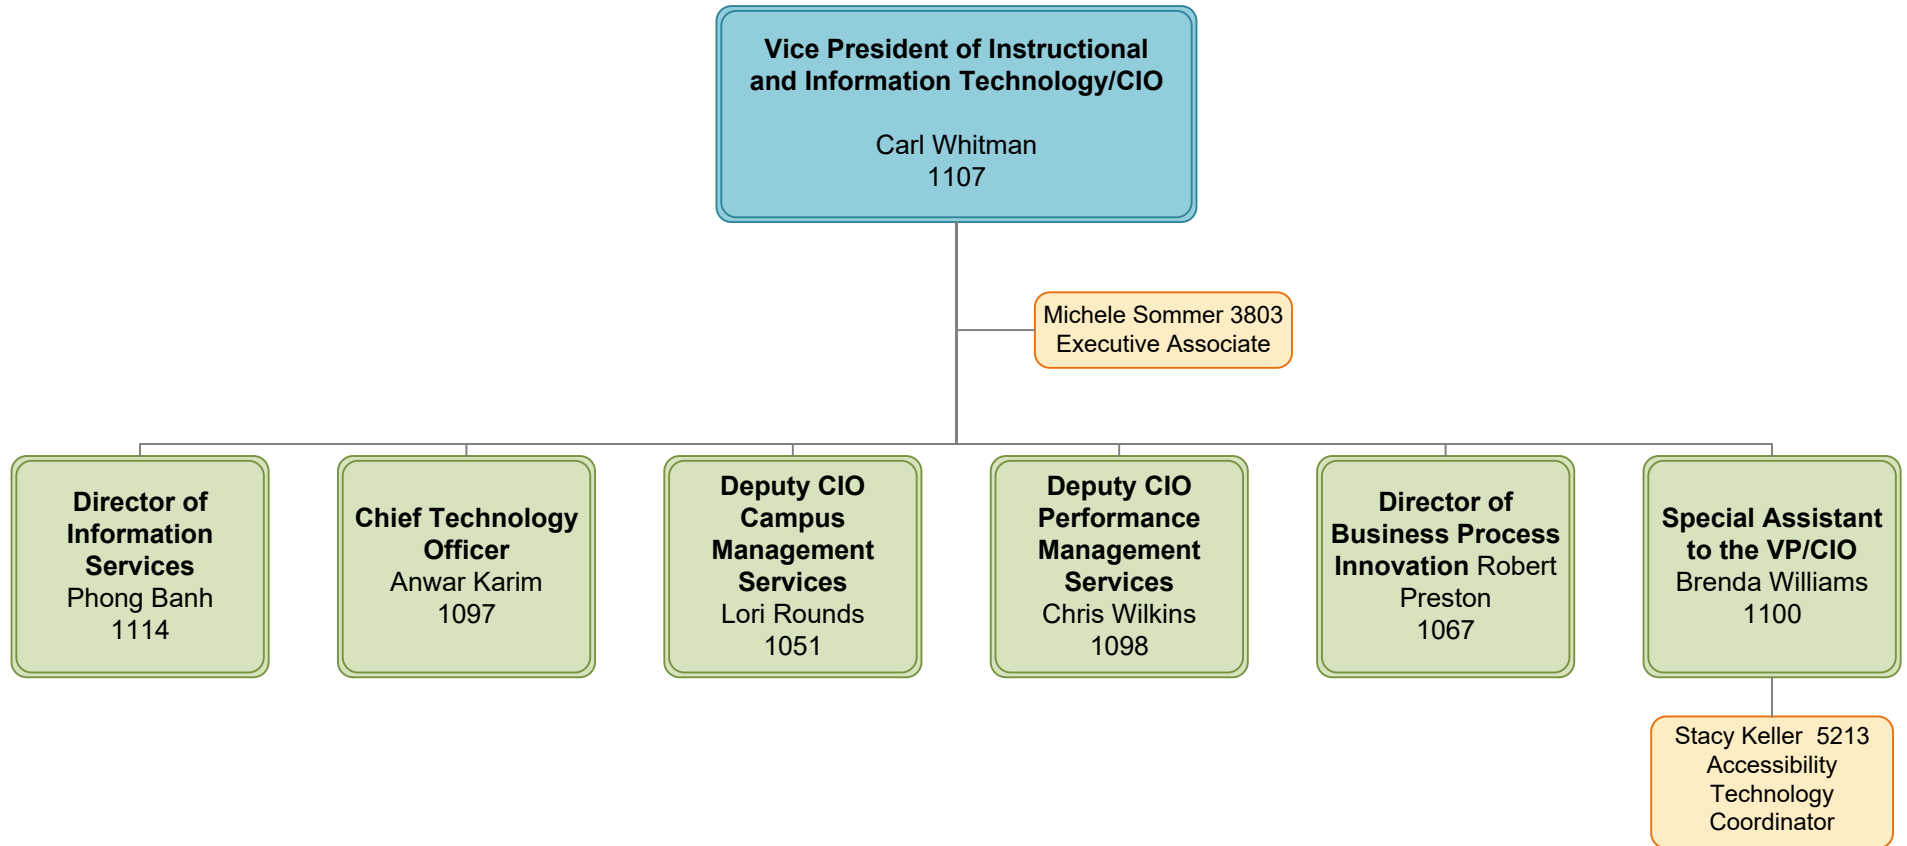 Vice President of Instructional
and Information Technology/CIO
Carl Whitman
1107
Michele Sommer 3803
Executive Associate
Director of
Information
Services
Phong Banh
1114
Chief Technology
Officer
Anwar Karim
1097
Deputy CIO
Campus
Management
Services
Lori Rounds
1051
Deputy CIO
Performance
Management
Services
Chris Wilkins
1098
Director of
Business Process
Innovation Robert
Preston
1067
Special Assistant
to the VP/CIO
Brenda Williams
1100
Stacy Keller  5213
Accessibility
Technology
Coordinator